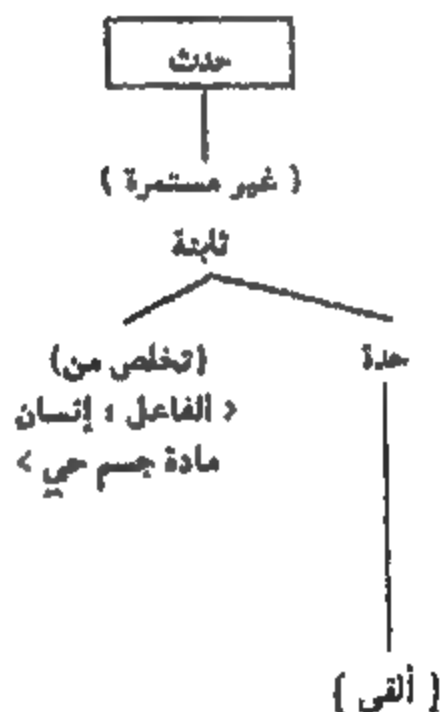 حدث
( غير مستمرة )
ثابتة
حدة
(تخلص من)
< الفاعل : إنسان
مادة جسم حي >
( ألقى )